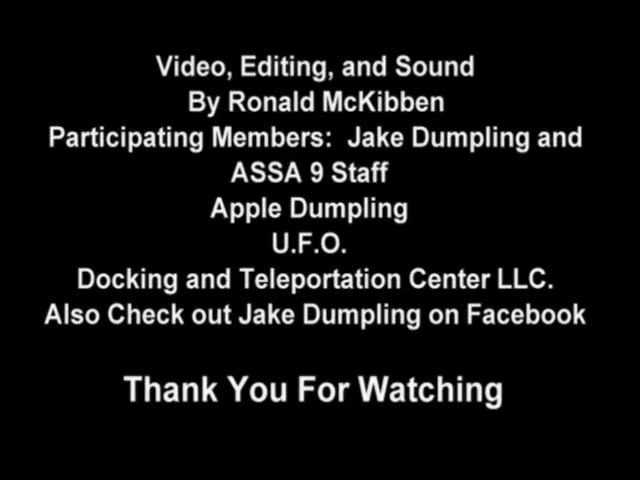 Video, Editing, and Sound
By Ronald McKibben
Participating Members:  Jake Dumpling and
ASSA 9 Staff
Apple Dumpling
U.F.O.
Docking and Teleportation Center LLC.
Also Check out Jake Dumpling on Facebook
Thank You For Watching